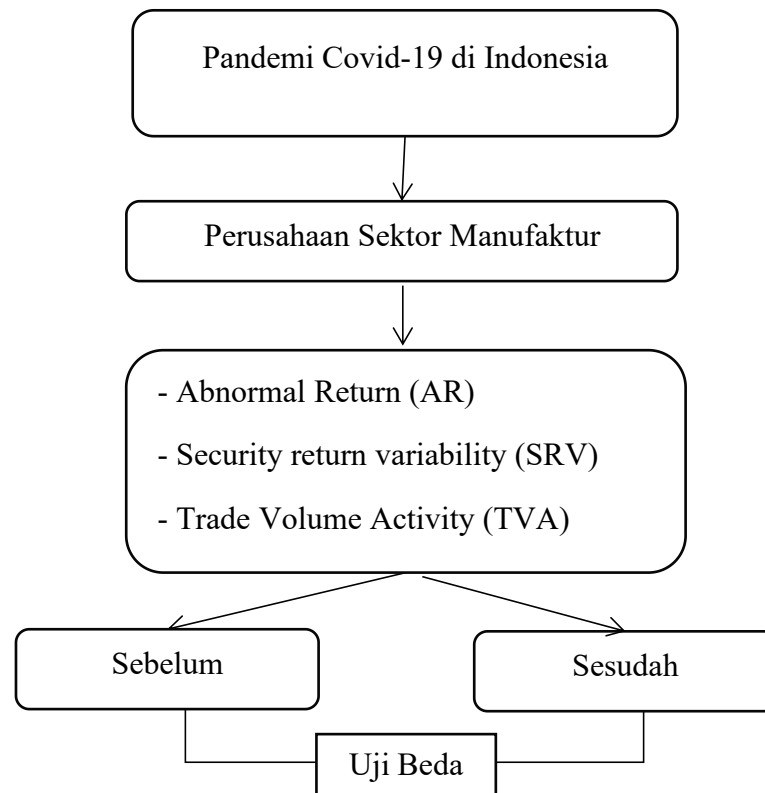 Pandemi Covid-19 di Indonesia
Perusahaan Sektor Manufaktur
- Abnormal Return (AR)
- Security return variability (SRV)
- Trade Volume Activity (TVA)
Sebelum
Sesudah
Uji Beda